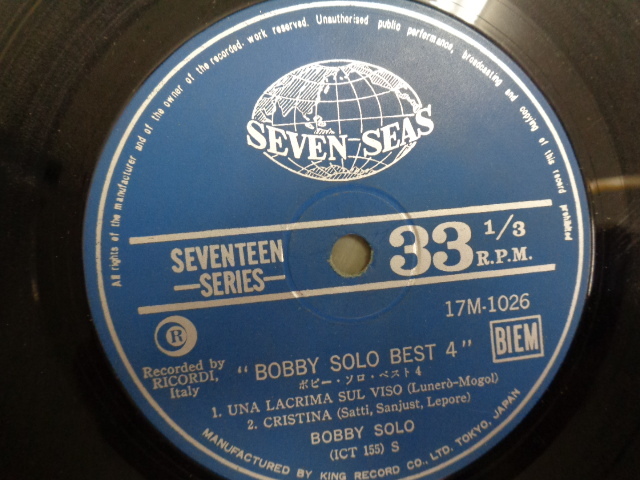 All rights of the manufacturer and of the owner of the recorded work reserved. Unauthorised public performance, broadcasting and copying of this record prohibited
SEVEN SEAS
SEVENTEEN
SERIES
33 1/3
R.P.M.
17M-1026
R
Recorded by
RICORDI,
Italy
BIEM
"BOBBY SOLO BEST 4"
ボビー・ソロ・ベスト4
1. UNA LACRIMA SUL VISO (Lunerò-Mogol)
2. CRISTINA (Satti, Sanjust, Lepore)
BOBBY SOLO
(ICT 155) S
MANUFACTURED BY KING RECORD CO., LTD. TOKYO, JAPAN